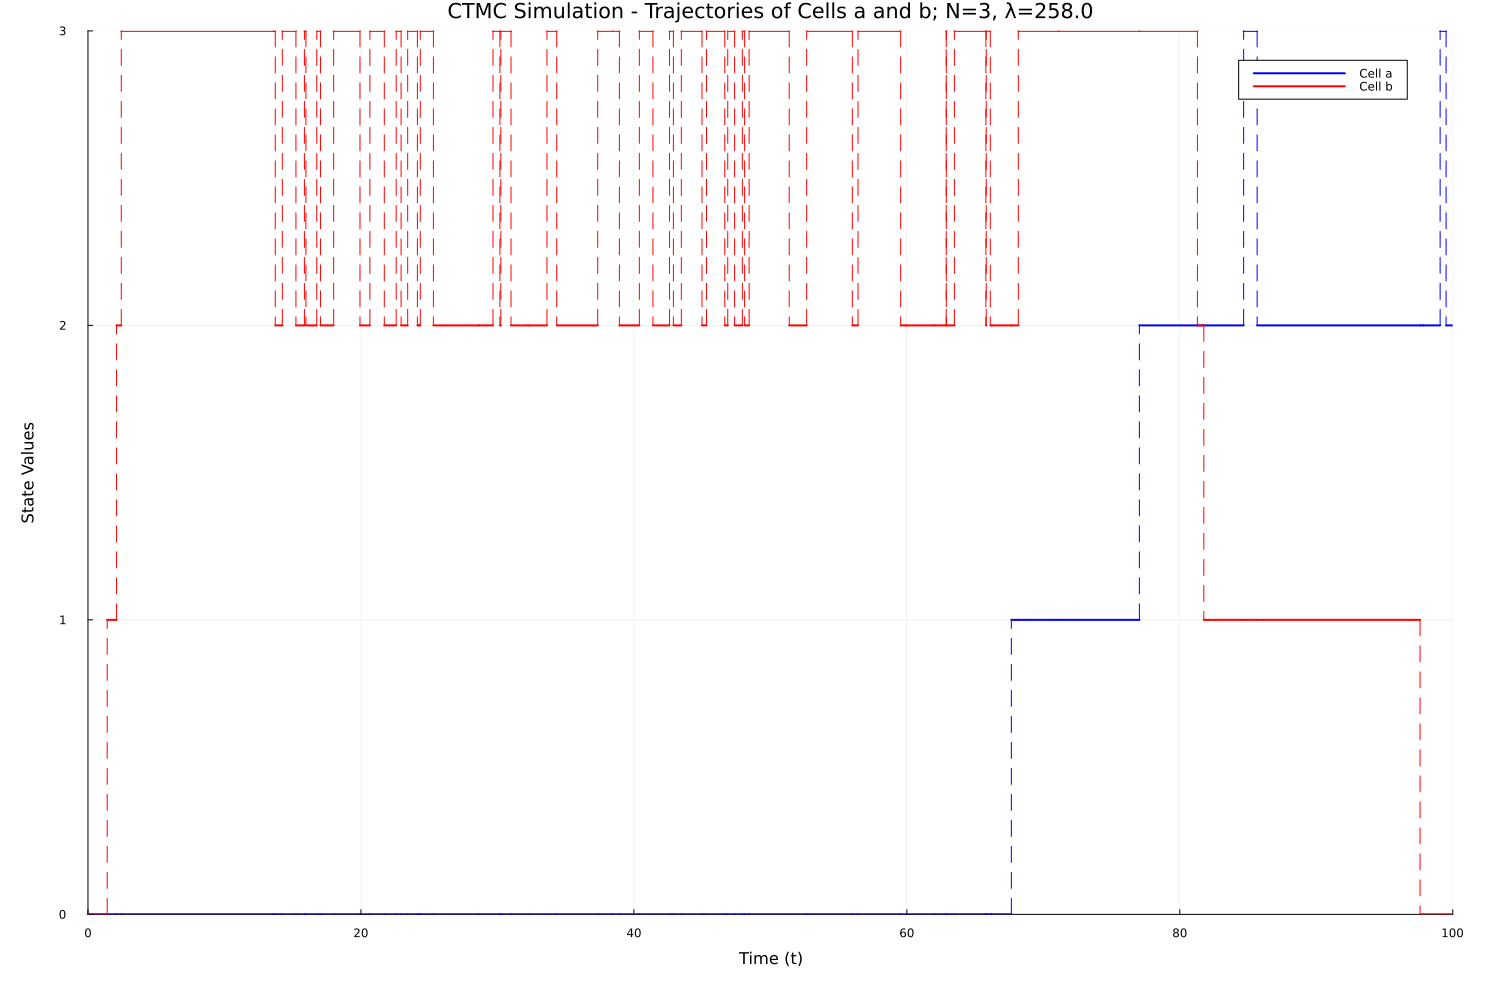 CTMC Simulation - Trajectories of Cells a and b; N=3, λ=258.0
3
Cell a
Cell b
2
State Values
1
0
0 20 40 60 80 100
Time (t)